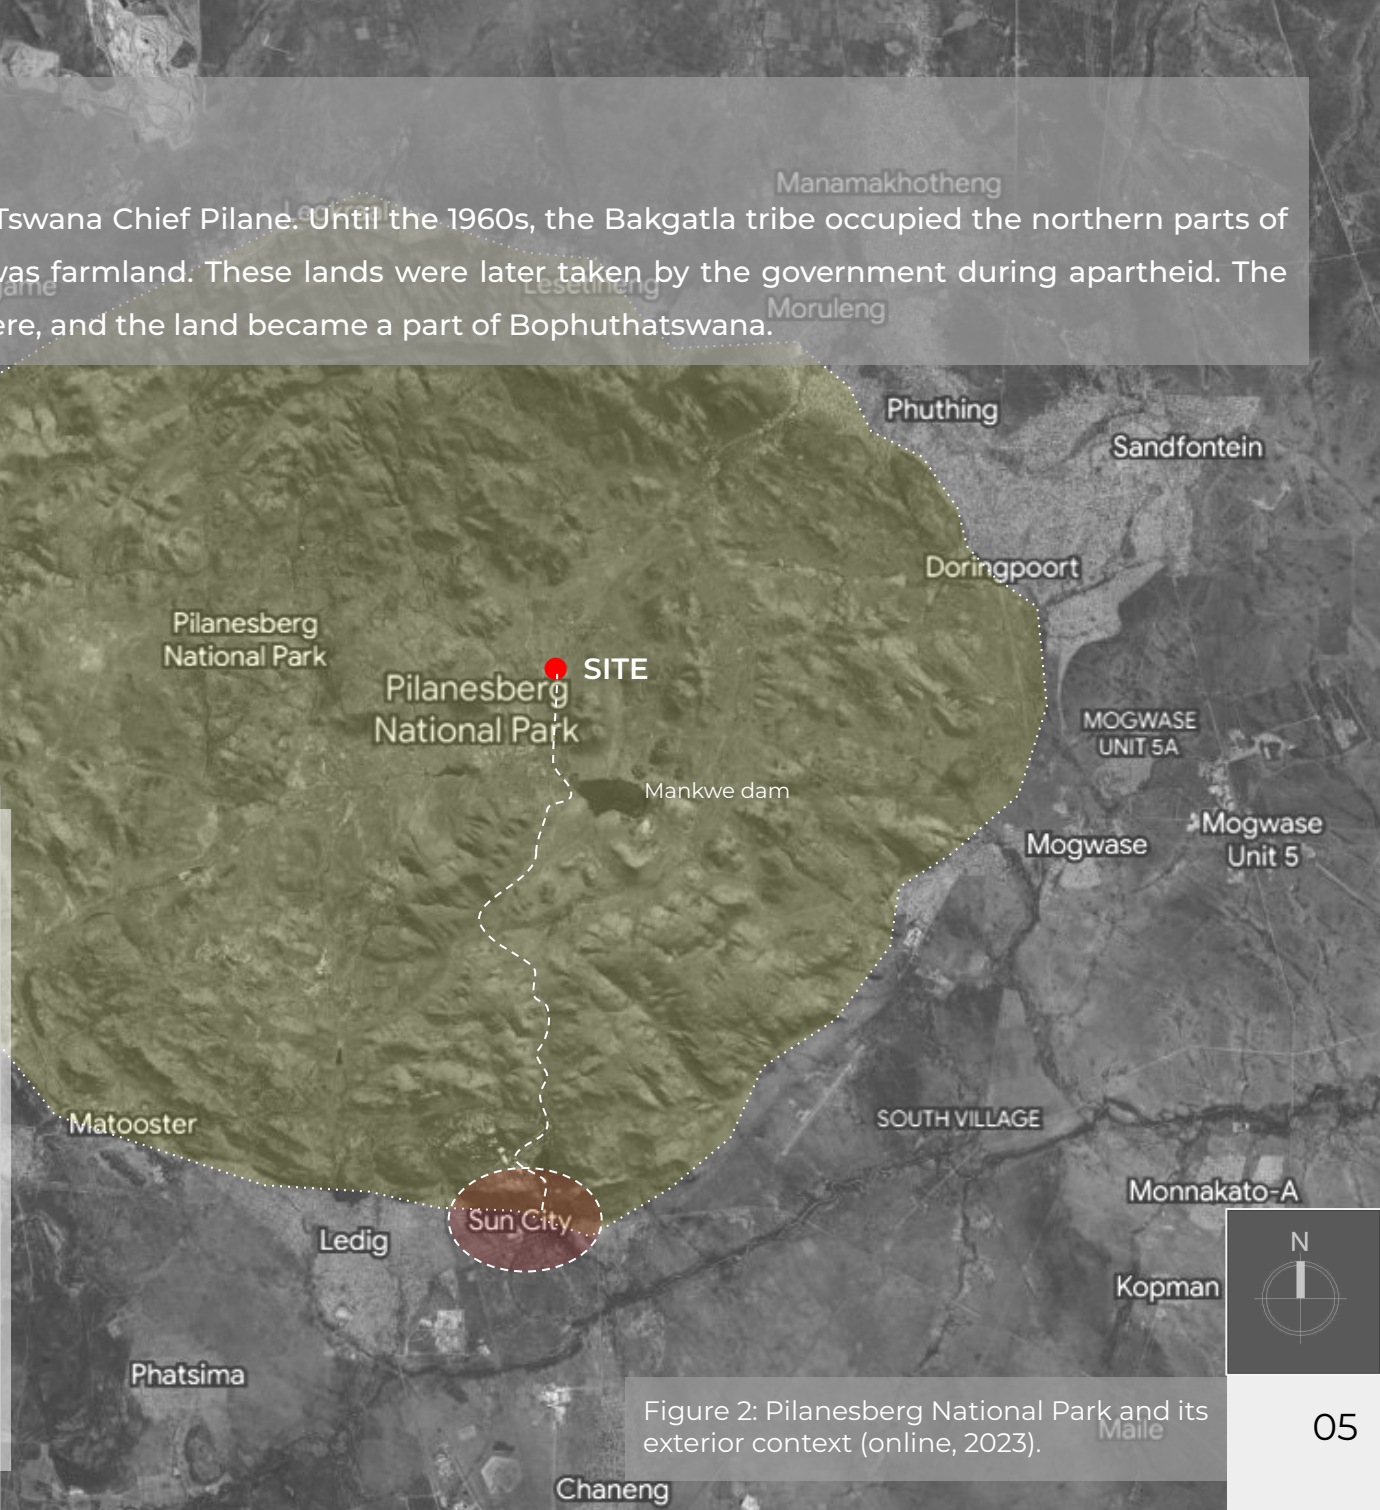 Manamakhotheng
Tswana Chief Pilane. Until the 1960s, the Bakgatla tribe occupied the northern parts of
was farmland. These lands were later taken by the government during apartheid. The
Lesetlheng
Moruleng
ere, and the land became a part of Bophuthatswana.
Phuthing
Sandfontein
Doringpoort
Pilanesberg
National Park
SITE
Pilanesberg
National Park
MOGWASE
UNIT 5A
Mankwe dam
Mogwase
Unit 5
Mogwase
Matooster
SOUTH VILLAGE
Monnakato-A
Sun City
Ledig
N
Kopman
Phatsima
Figure 2: Pilanesberg National Park and its
exterior context (online, 2023).
Maile
05
Chaneng